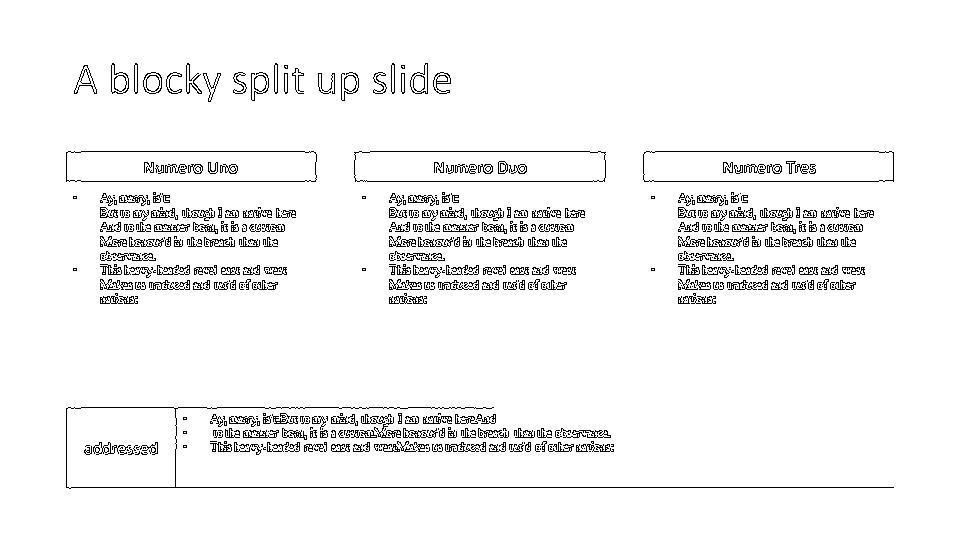 A blocky split up slide
Numero Uno
Ay, marry, is't:
But to my mind, though I am native here
And to the manner born, it is a custom
More honour'd in the breach than the
observance.
This heavy-headed revel east and west
Makes us traduced and tax'd of other
nations:
Numero Duo
Ay, marry, is't:
But to my mind, though I am native here
And to the manner born, it is a custom
More honour'd in the breach than the
observance.
This heavy-headed revel east and west
Makes us traduced and tax'd of other
nations:
Numero Tres
Ay, marry, is't:
But to my mind, though I am native here
And to the manner born, it is a custom
More honour'd in the breach than the
observance.
This heavy-headed revel east and west
Makes us traduced and tax'd of other
nations:
addressed
Ay, marry, is't:But to my mind, though I am native hereAnd
to the manner born, it is a customMore honour'd in the breach than the observance.
This heavy-headed revel east and westMakes us traduced and tax'd of other nations: